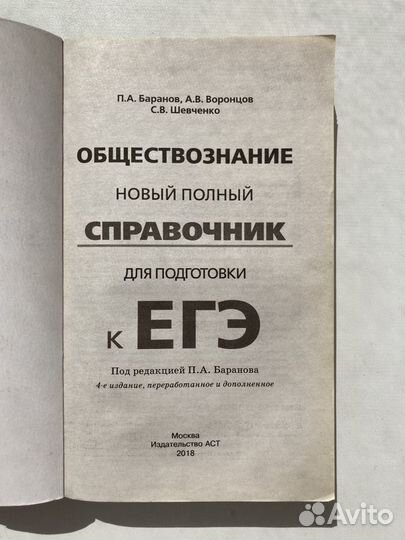 П.А. Баранов, А.В. Воронцов
С.В. Шевченко
ОБЩЕСТВОЗНАНИЕ
НОВЫЙ ПОЛНЫЙ
СПРАВОЧНИК
ДЛЯ ПОДГОТОВКИ
к ЕГЭ
Под редакцией П.А. Баранова
4-е издание, переработанное и дополненное
Москва
Издательство АСТ
2018
Avito